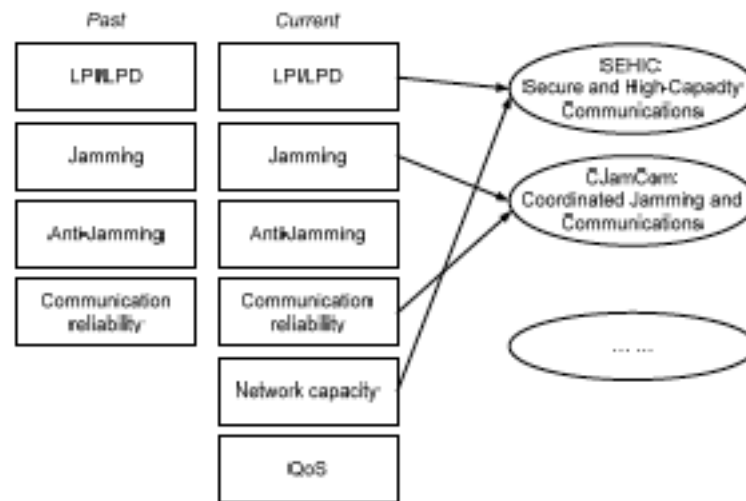 Past
Current
LPI/LPD
LPI/LPD
SEHIC:
Secure and High-Capacity
Communications
Jamming
Jamming
CJamCom:
Coordinated Jamming and
Communications
Anti-Jamming
Anti-Jamming
Communication
reliability
Communication
reliability
... ...
Network capacity
QoS